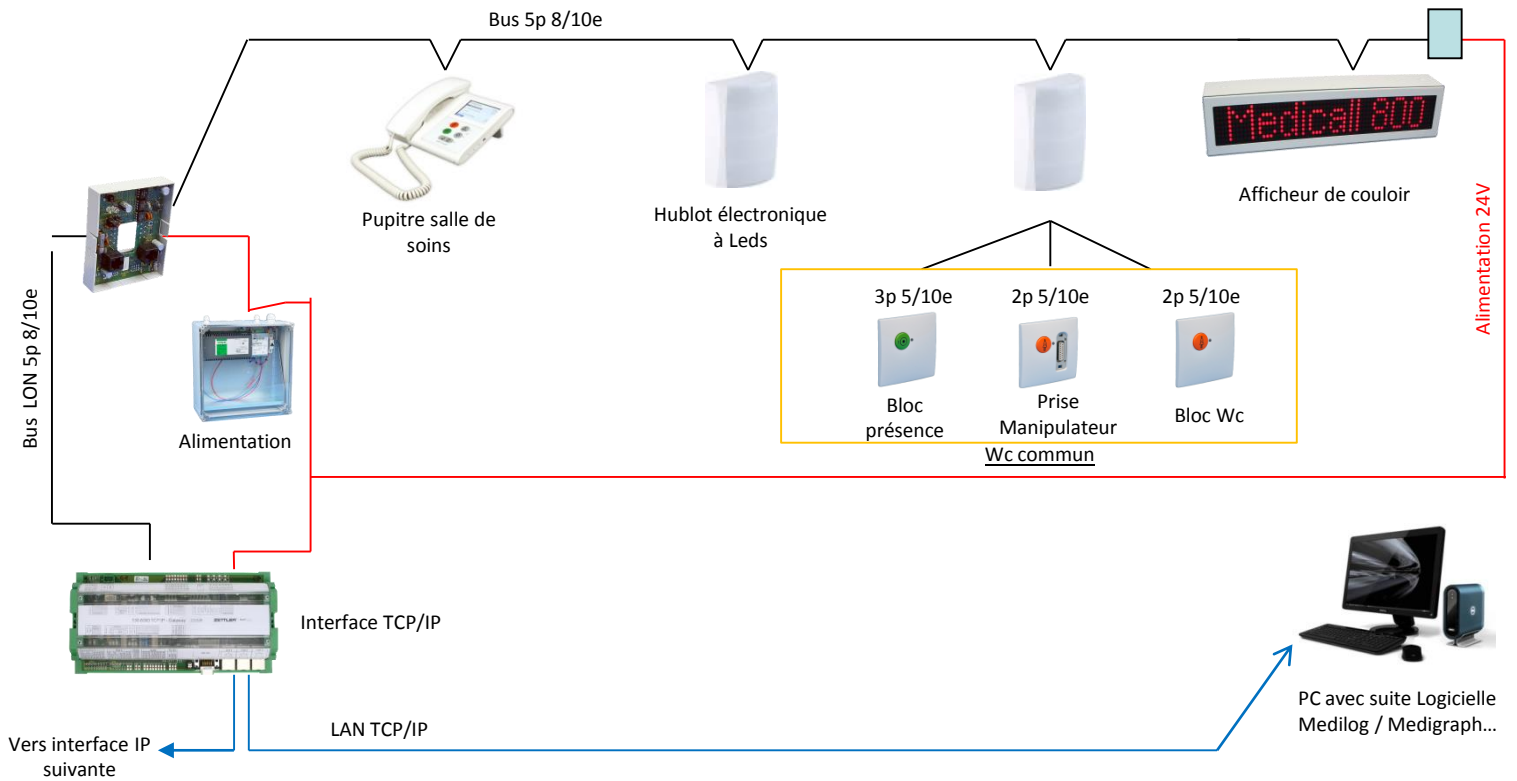 Bus 5p 8/10e
Medicall 800
Pupitre salle de
soins
Hublot électronique
à Leds
Afficheur de couloir
Alimentation 24V
Bus LON 5p 8/10e
Alimentation
3p 5/10e
2p 5/10e
2p 5/10e
Bloc
présence
Prise
Manipulateur
Bloc Wc
Wc commun
ZETTLER
Interface TCP/IP
LAN TCP/IP
Vers interface IP
suivante
PC avec suite Logicielle
Medilog / Medigraph...